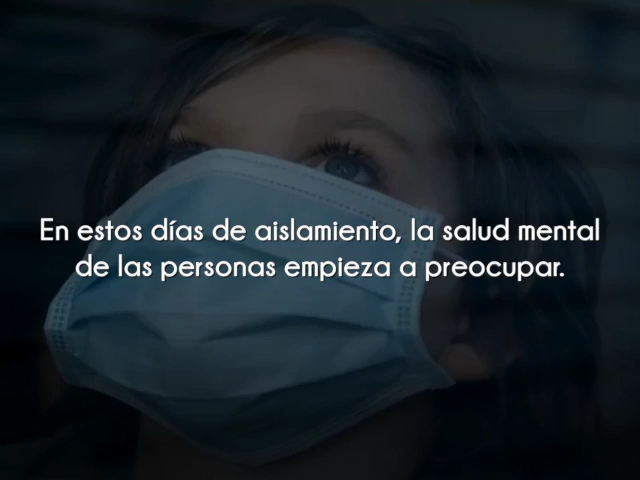 En estos días de aislamiento, la salud mental
de las personas empieza a preocupar.